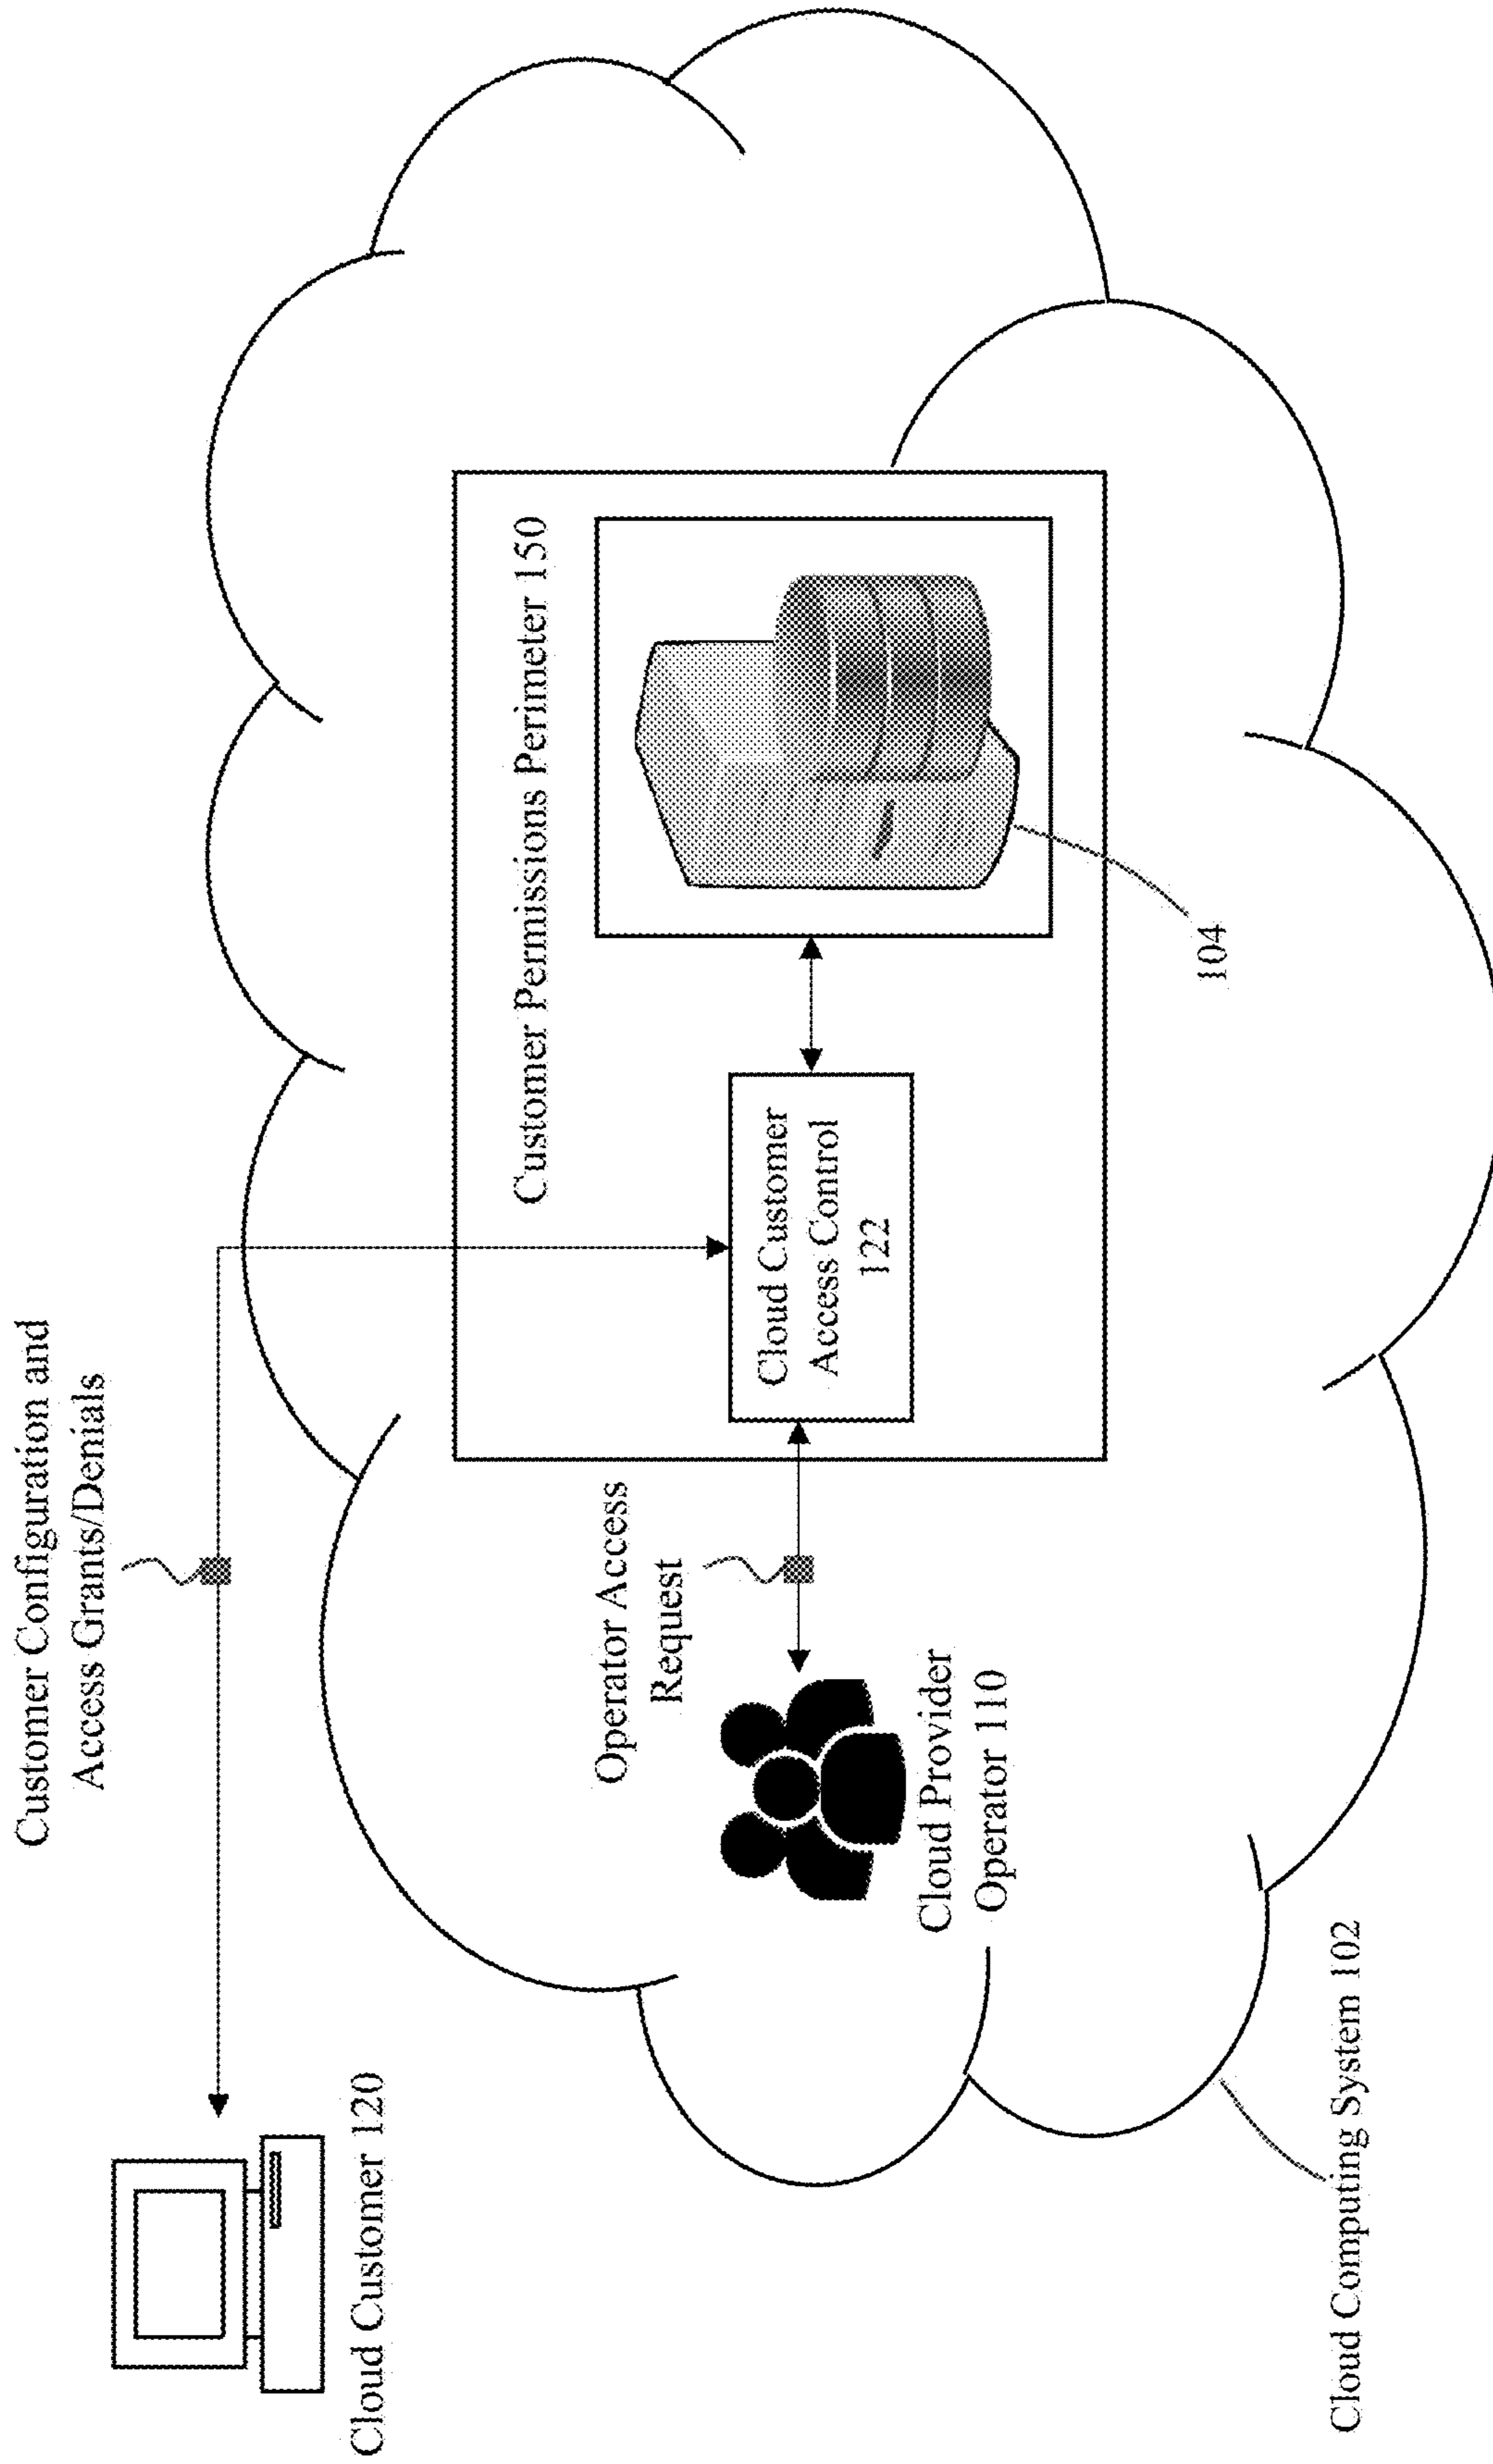 Customer Configuration and
Access Grants/Denials
Cloud Customer 120
Customer Permissions Perimeter 150
Operator Access
Request
Cloud Customer
Access Control
122
Cloud Provider
Operator 110
104
Cloud Computing System 102